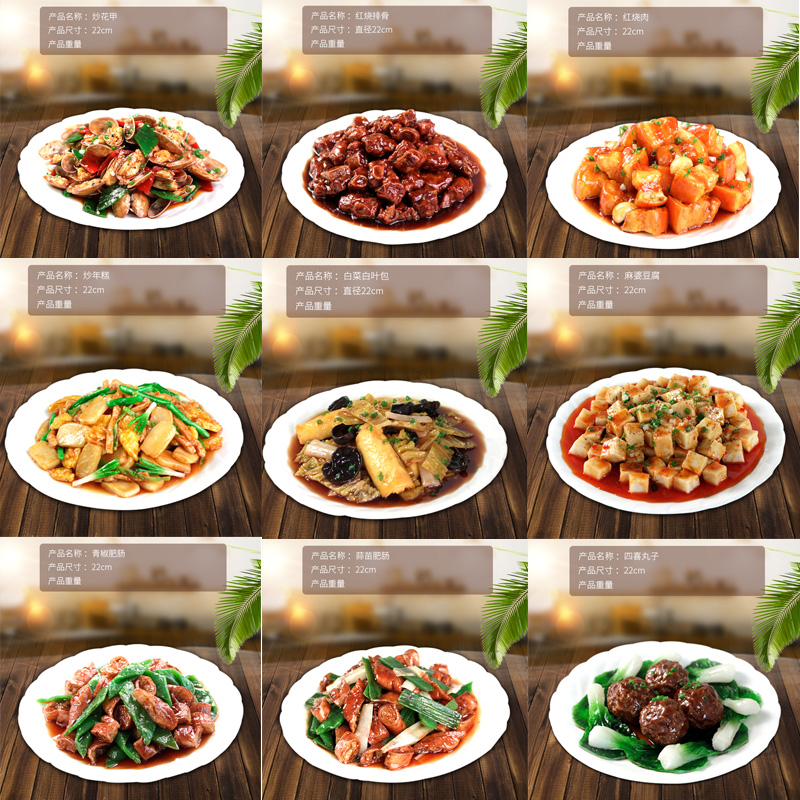 产品名称：炒花甲
产品尺寸：22cm
产品重量
产品名称：红烧排骨
产品尺寸：直径22cm
产品重量
产品名称：红烧肉
产品尺寸：22cm
产品重量
产品名称：炒年糕
产品尺寸：22cm
产品重量
产品名称：白菜白叶包
产品尺寸：直径22cm
产品重量
产品名称：麻婆豆腐
产品尺寸：22cm
产品重量
产品名称：青椒肥肠
产品尺寸：22cm
产品重量
产品名称：蒜苗肥肠
产品尺寸：22cm
产品重量
产品名称：四喜丸子
产品尺寸：22cm
产品重量